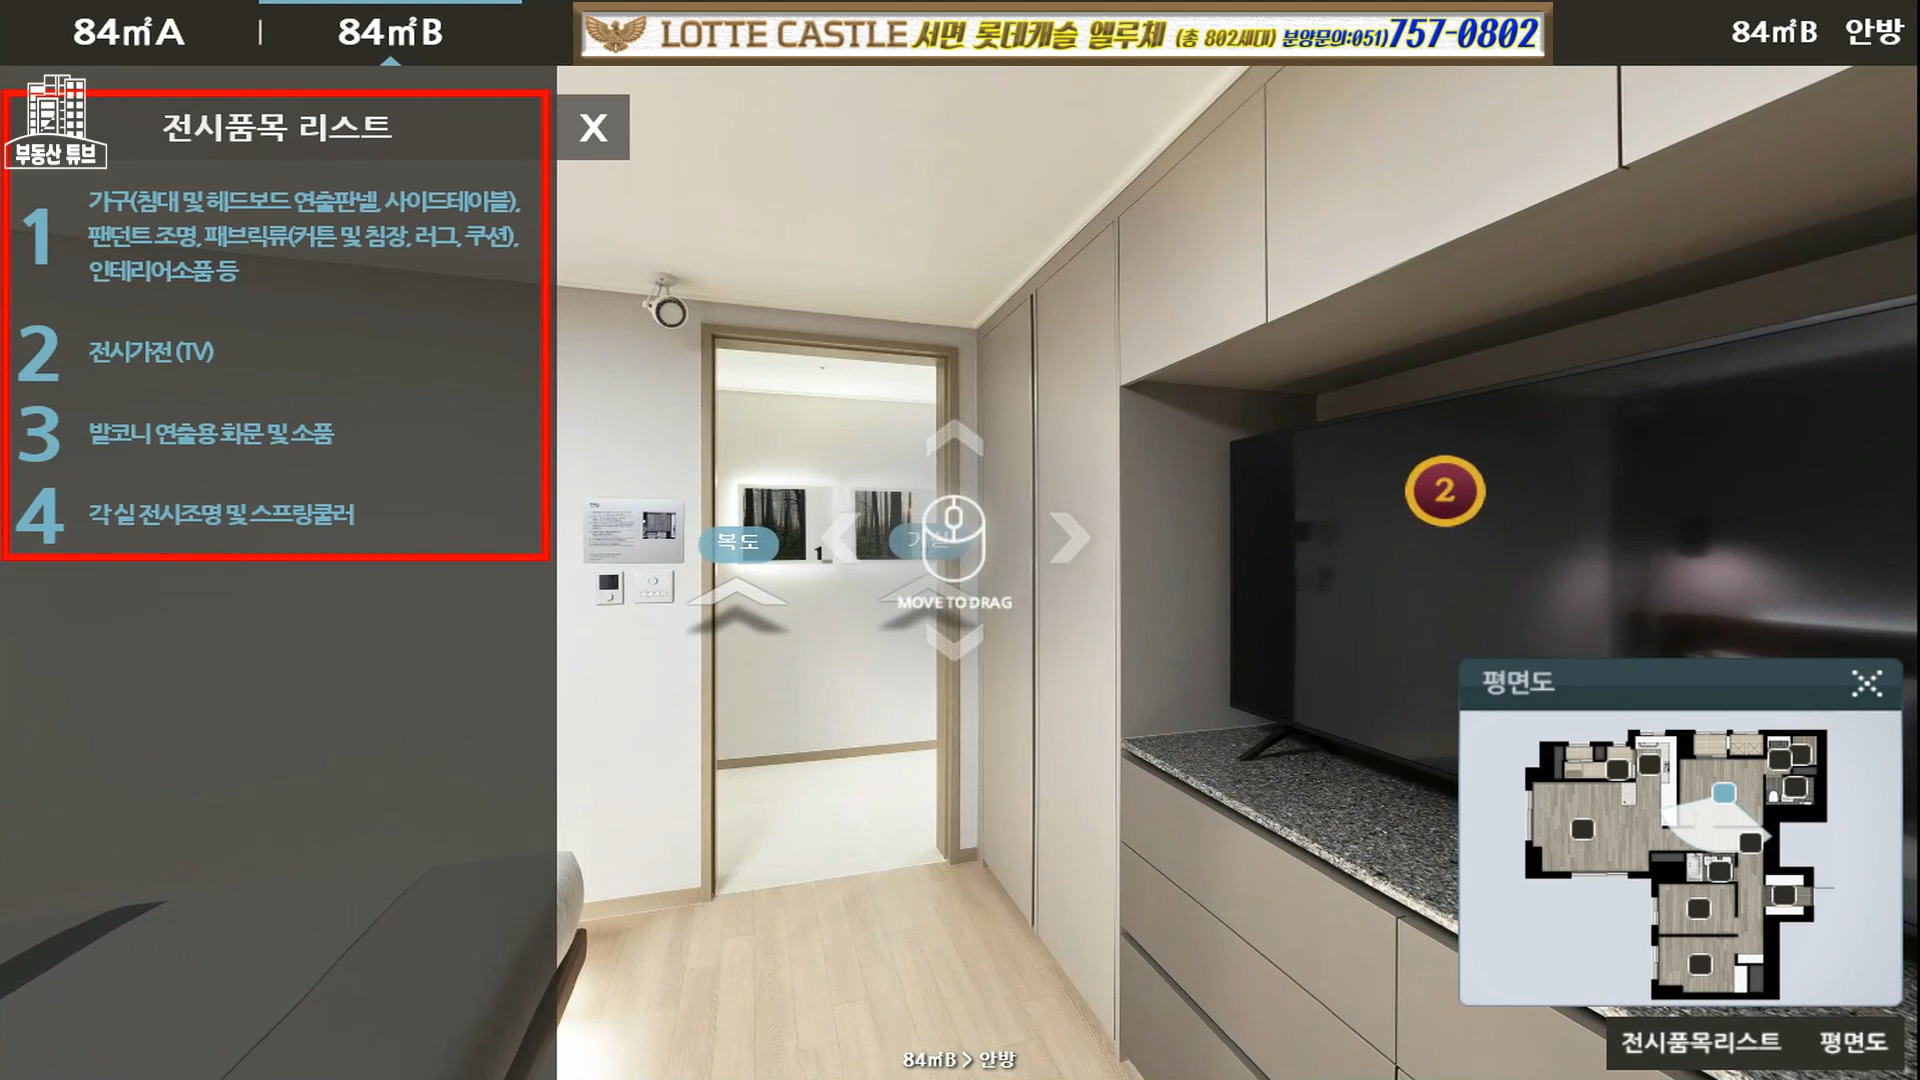 84㎡A | 84㎡B
LOTTE CASTLE 서면 롯데캐슬 엘루체 (총 802세대) 분양문의:051)757-0802
84㎡B 안방
부동산 튜브
전시품목 리스트
X
1 가구(침대 및 헤드보드 연출판넬, 사이드테이블),
팬던트 조명, 패브릭류(커튼 및 침장, 러그, 쿠션),
인테리어소품 등
2 전시가전 (TV)
3 발코니 연출용 화문 및 소품
4 각 실 전시조명 및 스프링쿨러
2
복도
거실
1
MOVE TO DRAG
평면도
84㎡B > 안방
전시품목리스트 평면도